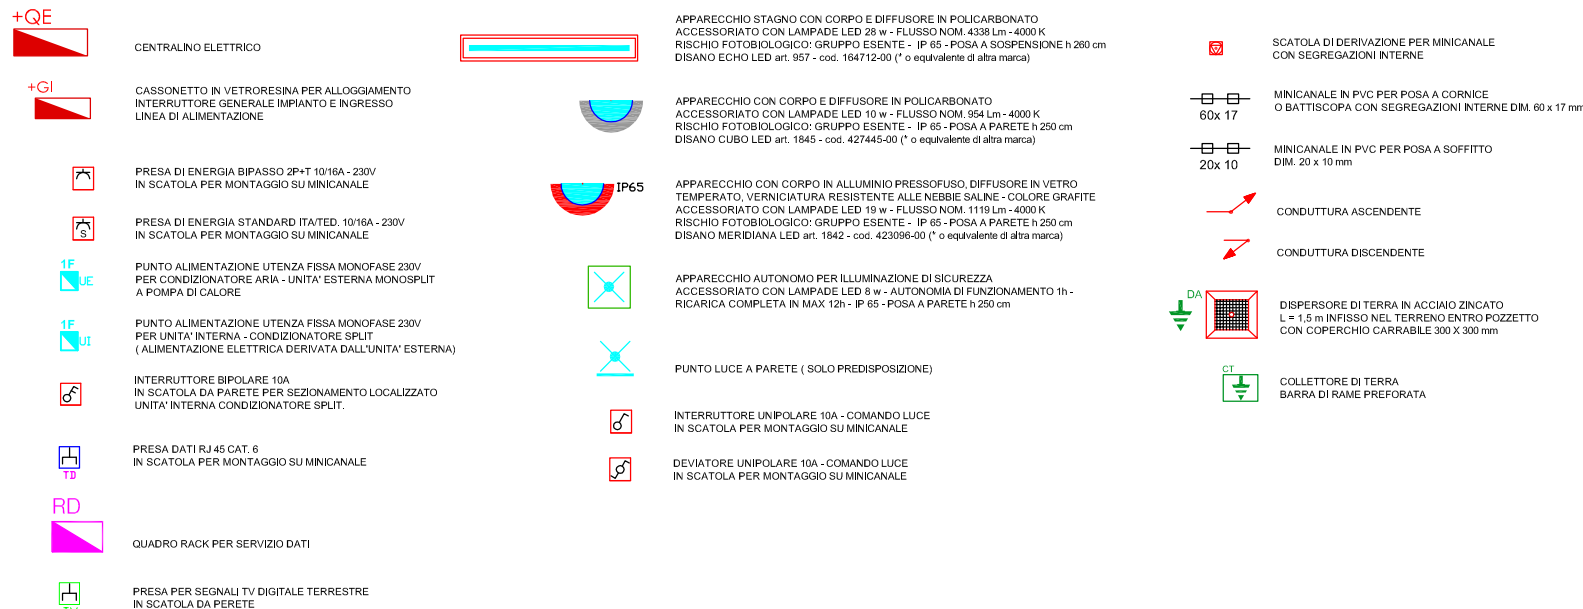 +QE
CENTRALINO ELETTRICO
+GI
CASSONETTO IN VETRORESINA PER ALLOGGIAMENTO
INTERRUTTORE GENERALE IMPIANTO E INGRESSO
LINEA DI ALIMENTAZIONE
PRESA DI ENERGIA BIPASSO 2P+T 10/16A - 230V
IN SCATOLA PER MONTAGGIO SU MINICANALE
S
PRESA DI ENERGIA STANDARD ITA/TED. 10/16A - 230V
IN SCATOLA PER MONTAGGIO SU MINICANALE
1F
UE
PUNTO ALIMENTAZIONE UTENZA FISSA MONOFASE 230V
PER CONDIZIONATORE ARIA - UNITA' ESTERNA MONOSPLIT
A POMPA DI CALORE
1F
UI
PUNTO ALIMENTAZIONE UTENZA FISSA MONOFASE 230V
PER UNITA' INTERNA - CONDIZIONATORE SPLIT
( ALIMENTAZIONE ELETTRICA DERIVATA DALL'UNITA' ESTERNA)
INTERRUTTORE BIPOLARE 10A
IN SCATOLA DA PARETE PER SEZIONAMENTO LOCALIZZATO
UNITA' INTERNA CONDIZIONATORE SPLIT.
TD
PRESA DATI RJ 45 CAT. 6
IN SCATOLA PER MONTAGGIO SU MINICANALE
RD
QUADRO RACK PER SERVIZIO DATI
PRESA PER SEGNALI TV DIGITALE TERRESTRE
IN SCATOLA DA PERETE
APPARECCHIO STAGNO CON CORPO E DIFFUSORE IN POLICARBONATO
ACCESSORIATO CON LAMPADE LED 28 w - FLUSSO NOM. 4338 Lm - 4000 K
RISCHIO FOTOBIOLOGICO: GRUPPO ESENTE - IP 65 - POSA A SOSPENSIONE h 260 cm
DISANO ECHO LED art. 957 - cod. 164712-00 (* o equivalente di altra marca)
APPARECCHIO CON CORPO E DIFFUSORE IN POLICARBONATO
ACCESSORIATO CON LAMPADE LED 10 w - FLUSSO NOM. 954 Lm - 4000 K
RISCHIO FOTOBIOLOGICO: GRUPPO ESENTE - IP 65 - POSA A PARETE h 250 cm
DISANO CUBO LED art. 1845 - cod. 427445-00 (* o equivalente di altra marca)
IP65
APPARECCHIO CON CORPO IN ALLUMINIO PRESSOFUSO, DIFFUSORE IN VETRO
TEMPERATO, VERNICIATURA RESISTENTE ALLE NEBBIE SALINE - COLORE GRAFITE
ACCESSORIATO CON LAMPADE LED 19 w - FLUSSO NOM. 1119 Lm - 4000 K
RISCHIO FOTOBIOLOGICO: GRUPPO ESENTE - IP 65 - POSA A PARETE h 250 cm
DISANO MERIDIANA LED art. 1842 - cod. 423096-00 (* o equivalente di altra marca)
APPARECCHIO AUTONOMO PER ILLUMINAZIONE DI SICUREZZA
ACCESSORIATO CON LAMPADE LED 8 w - AUTONOMIA DI FUNZIONAMENTO 1h -
RICARICA COMPLETA IN MAX 12h - IP 65 - POSA A PARETE h 250 cm
PUNTO LUCE A PARETE ( SOLO PREDISPOSIZIONE)
INTERRUTTORE UNIPOLARE 10A - COMANDO LUCE
IN SCATOLA PER MONTAGGIO SU MINICANALE
DEVIATORE UNIPOLARE 10A - COMANDO LUCE
IN SCATOLA PER MONTAGGIO SU MINICANALE
SCATOLA DI DERIVAZIONE PER MINICANALE
CON SEGREGAZIONI INTERNE
60x 17
MINICANALE IN PVC PER POSA A CORNICE
O BATTISCOPA CON SEGREGAZIONI INTERNE DIM. 60 x 17 mm
20x 10
MINICANALE IN PVC PER POSA A SOFFITTO
DIM. 20 x 10 mm
CONDUTTURA ASCENDENTE
CONDUTTURA DISCENDENTE
DA
DISPERSORE DI TERRA IN ACCIAIO ZINCATO
L = 1,5 m INFISSO NEL TERRENO ENTRO POZZETTO
CON COPERCHIO CARRABILE 300 X 300 mm
CT
COLLETTORE DI TERRA
BARRA DI RAME PREFORATA